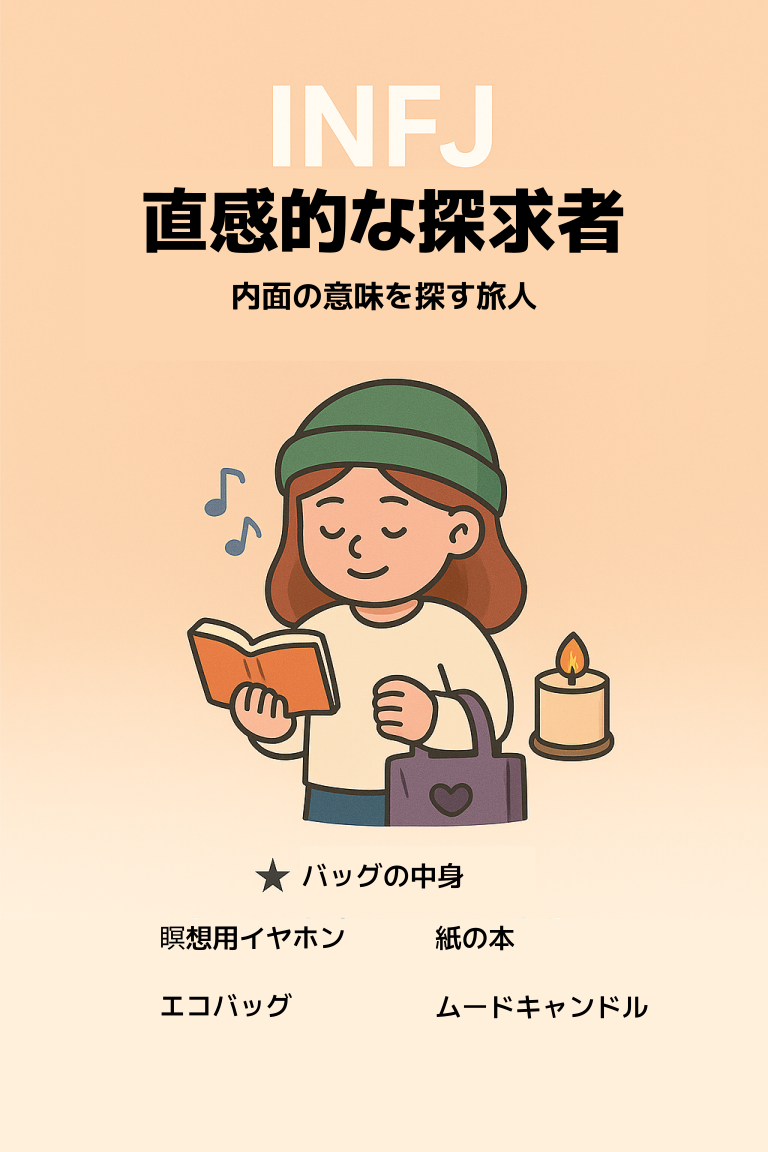 INFJ
直感的な探求者
内面の意味を探す旅人
★ バッグの中身
瞑想用イヤホン
紙の本
エコバッグ
ムードキャンドル